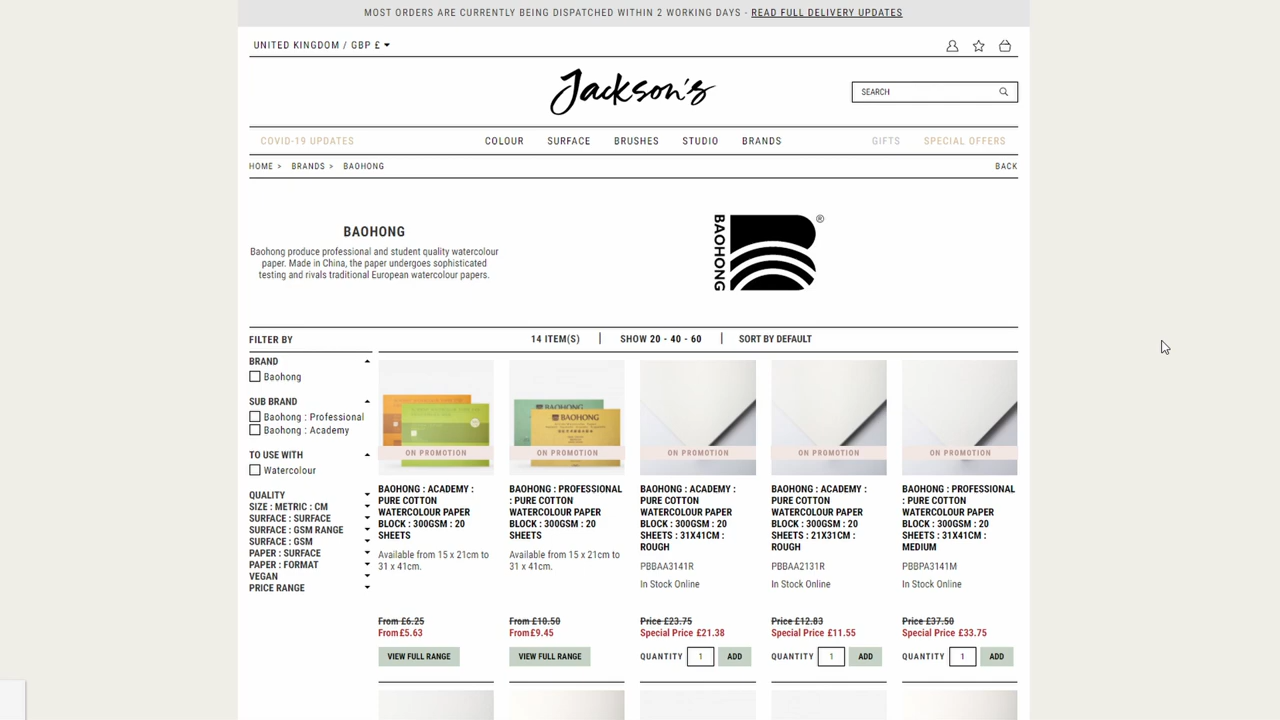 MOST ORDERS ARE CURRENTLY BEING DISPATCHED WITHIN 2 WORKING DAYS - READ FULL DELIVERY UPDATES
UNITED KINGDOM / GBP £
Jackson's
SEARCH
COVID-19 UPDATES COLOUR SURFACE BRUSHES STUDIO BRANDS GIFTS SPECIAL OFFERS
HOME > BRANDS > BAOHONG BACK
BAOHONG
Baohong produce professional and student quality watercolour
paper. Made in China, the paper undergoes sophisticated
testing and rivals traditional European watercolour papers.
BAOHONG ®
FILTER BY
14 ITEM(S) SHOW 20 - 40 - 60 SORT BY DEFAULT
BRAND
Baohong
SUB BRAND
Baohong : Professional
Baohong : Academy
TO USE WITH
Watercolour
QUALITY
SIZE : METRIC : CM
SURFACE : SURFACE
SURFACE : GSM RANGE
SURFACE : GSM
PAPER : SURFACE
PAPER : FORMAT
VEGAN
PRICE RANGE
ON PROMOTION
BAOHONG : ACADEMY :
PURE COTTON
WATERCOLOUR PAPER
BLOCK : 300GSM : 20
SHEETS
Available from 15 x 21cm to
31 x 41cm.
From £6.25
From £5.63
VIEW FULL RANGE
BAOHONG
BAOHONG
ON PROMOTION
BAOHONG : PROFESSIONAL
: PURE COTTON
WATERCOLOUR PAPER
BLOCK : 300GSM : 20
SHEETS
Available from 15 x 21cm to
31 x 41cm.
From £10.50
From £9.45
VIEW FULL RANGE
ON PROMOTION
BAOHONG : ACADEMY :
PURE COTTON
WATERCOLOUR PAPER
BLOCK : 300GSM : 20
SHEETS : 31X41CM :
ROUGH
PBBAA3141R
In Stock Online
Price £23.75
Special Price £21.38
QUANTITY 1 ADD
ON PROMOTION
BAOHONG : ACADEMY :
PURE COTTON
WATERCOLOUR PAPER
BLOCK : 300GSM : 20
SHEETS : 21X31CM :
ROUGH
PBBAA2131R
In Stock Online
Price £12.83
Special Price £11.55
QUANTITY 1 ADD
ON PROMOTION
BAOHONG : PROFESSIONAL
: PURE COTTON
WATERCOLOUR PAPER
BLOCK : 300GSM : 20
SHEETS : 31X41CM :
MEDIUM
PBBPA3141M
In Stock Online
Price £37.50
Special Price £33.75
QUANTITY 1 ADD